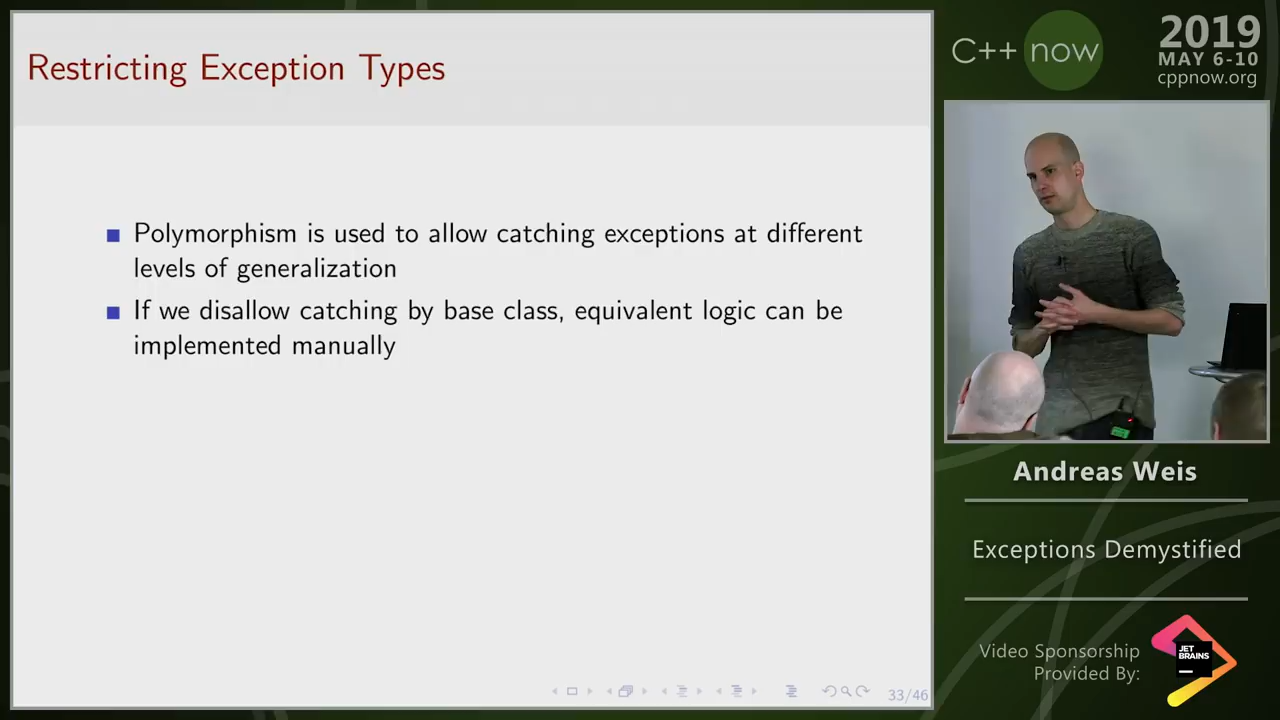 Restricting Exception Types
Polymorphism is used to allow catching exceptions at different
levels of generalization
If we disallow catching by base class, equivalent logic can be
implemented manually
33/46
C++ now
2019
MAY 6-10
cppnow.org
Andreas Weis
Exceptions Demystified
Video Sponsorship
Provided By:
JET
BRAINS